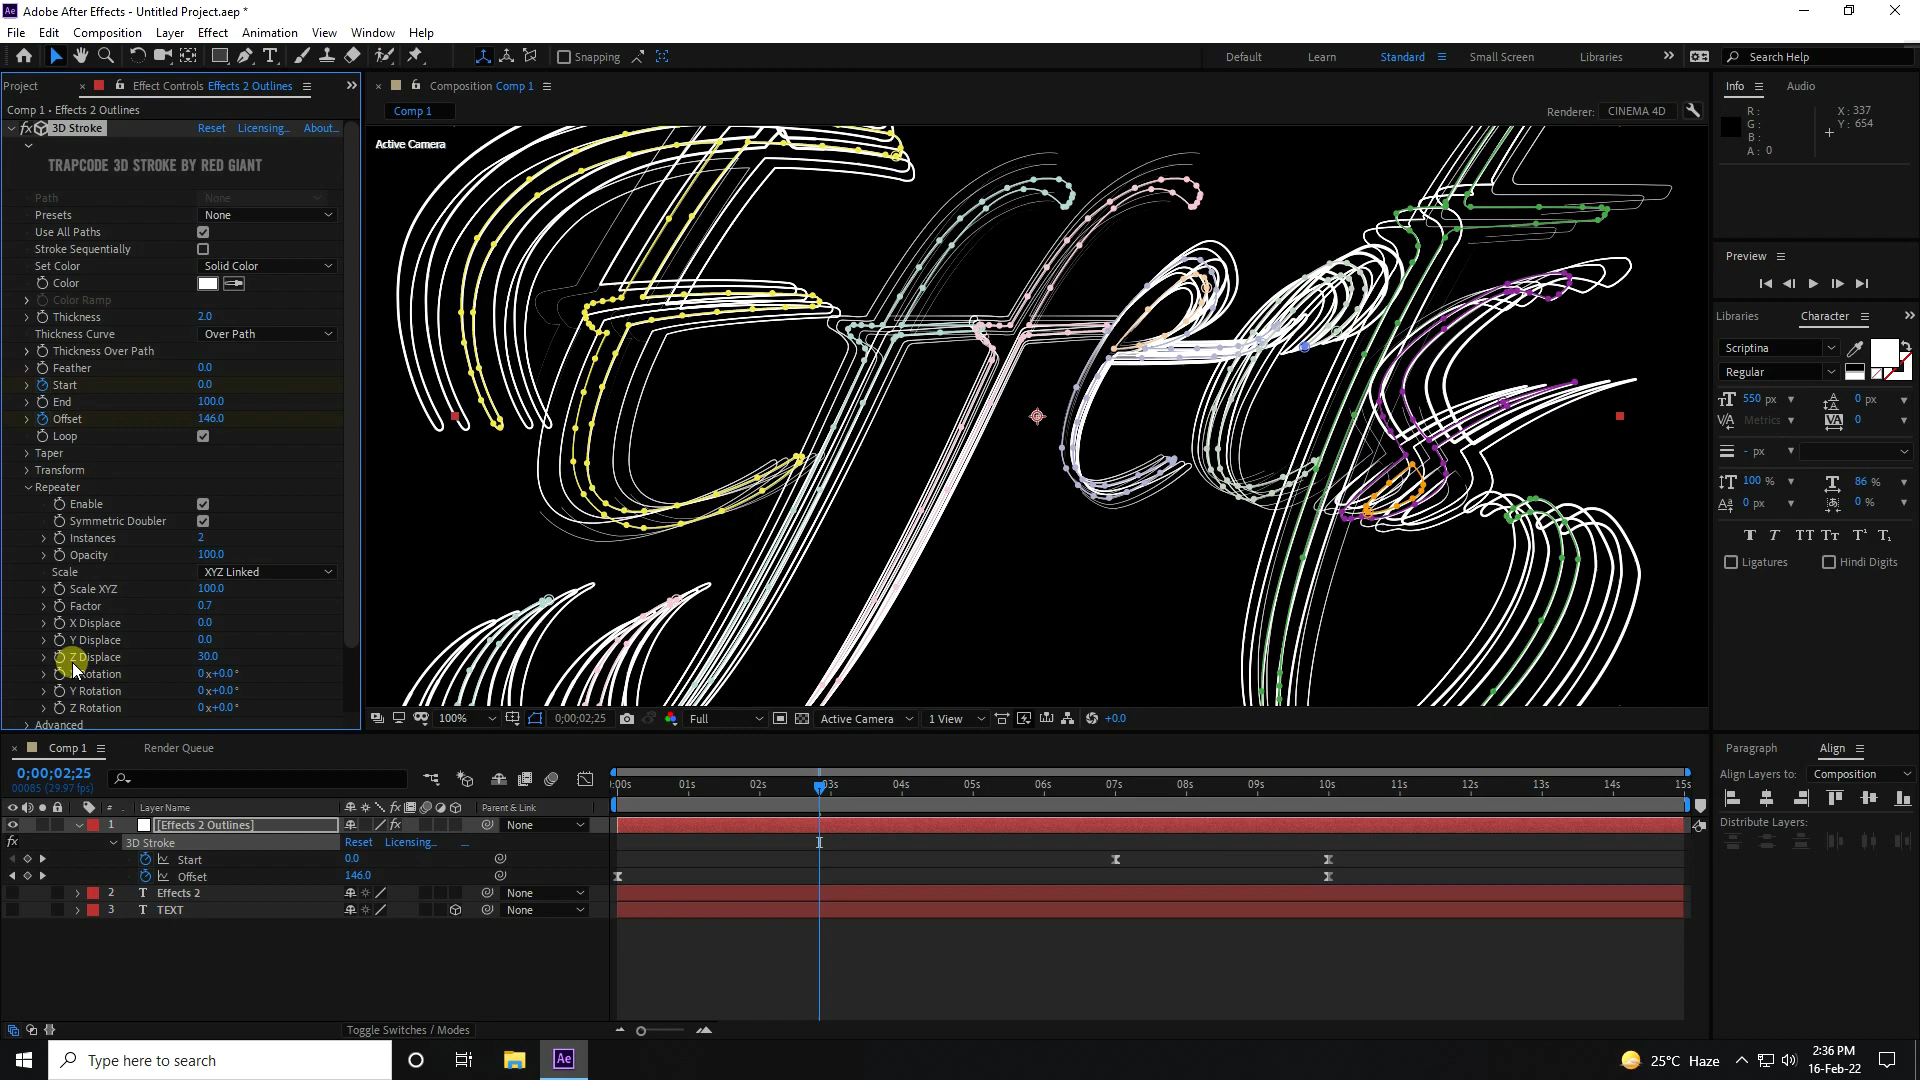 Adobe After Effects - Untitled Project.aep *
File Edit Composition Layer Effect Animation View Window Help
Snapping
Default Learn Standard Small Screen Libraries
Search Help
Project
Effect Controls Effects 2 Outlines
Comp 1 • Effects 2 Outlines
fx 3D Stroke Reset Licensing... About...
TRAPCODE 3D STROKE BY RED GIANT
Path None
Presets None
Use All Paths
Stroke Sequentially
Set Color Solid Color
Color
Color Ramp
Thickness 2.0
Thickness Curve Over Path
Thickness Over Path
Feather 0.0
Start 0.0
End 100.0
Offset 146.0
Loop
Taper
Transform
Repeater
Enable
Symmetric Doubler
Instances 2
Opacity 100.0
Scale XYZ Linked
Scale XYZ 100.0
Factor 0.7
X Displace 0.0
Y Displace 0.0
Z Displace 30.0
Rotation 0x+0.0°
Y Rotation 0x+0.0°
Z Rotation 0x+0.0°
Advanced
Composition Comp 1
Comp 1
Renderer: CINEMA 4D
Active Camera
Effects
100% 0;00;02;25 Full Active Camera 1 View +0.0
Info Audio
R:
G:
B:
A: 0
X: 337
Y: 654
Preview
Libraries Character
Scriptina
Regular
550 px 0 px
Metrics 0
- px
100 % 86 %
0 px 0 %
Ligatures Hindi Digits
Paragraph Align
Align Layers to: Composition
Distribute Layers:
Comp 1 Render Queue
0;00;02;25
00085 (29.97 fps)
# Layer Name Parent & Link
1 [Effects 2 Outlines] None
fx 3D Stroke Reset Licensing... ...
Start 0.0
Offset 146.0
2 T Effects 2 None
3 T TEXT None
:00s 01s 02s 03s 04s 05s 06s 07s 08s 09s 10s 11s 12s 13s 14s 15s
Toggle Switches / Modes
Type here to search
Ae
25°C Haze
2:36 PM
16-Feb-22